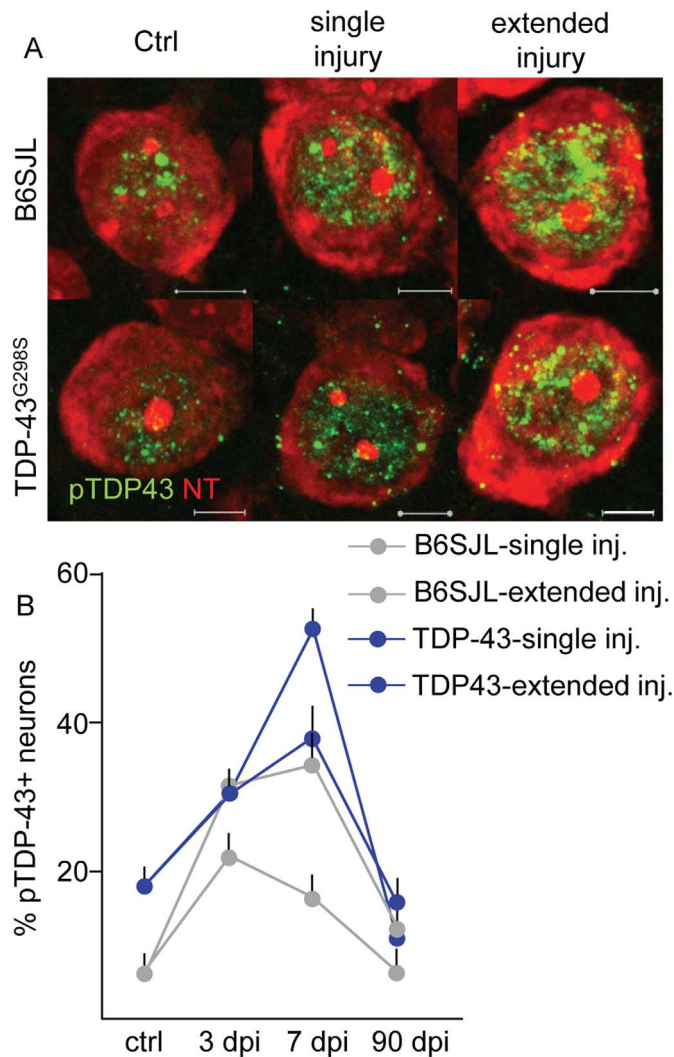 A
Ctrl
single
injury
extended
injury
B6SJL
TDP-43G298S
pTDP43 NT
B
B6SJL-single inj.
B6SJL-extended inj.
TDP-43-single inj.
TDP43-extended inj.
% pTDP-43+ neurons
60
40
20
ctrl 3 dpi 7 dpi 90 dpi